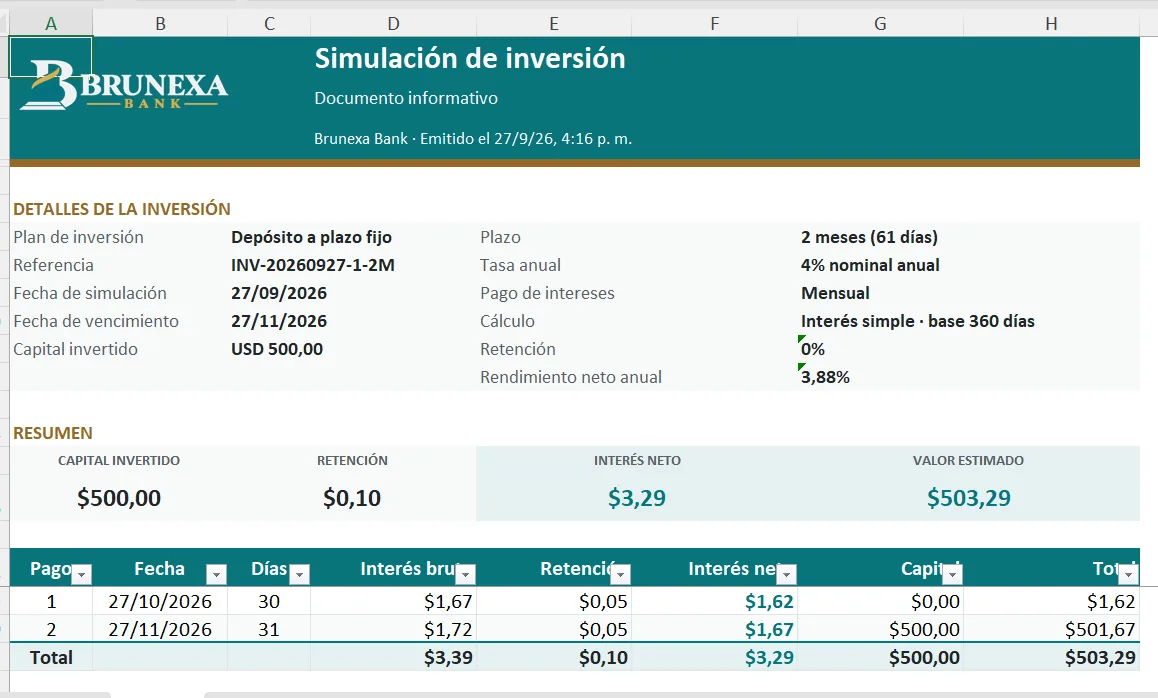 A B C D E F G H
BRUNEXA
BANK
Simulación de inversión
Documento informativo
Brunexa Bank · Emitido el 27/9/26, 4:16 p. m.
DETALLES DE LA INVERSIÓN
Plan de inversión Depósito a plazo fijo Plazo 2 meses (61 días)
Referencia INV-20260927-1-2M Tasa anual 4% nominal anual
Fecha de simulación 27/09/2026 Pago de intereses Mensual
Fecha de vencimiento 27/11/2026 Cálculo Interés simple · base 360 días
Capital invertido USD 500,00 Retención 0%
Rendimiento neto anual 3,88%
RESUMEN
CAPITAL INVERTIDO RETENCIÓN INTERÉS NETO VALOR ESTIMADO
$500,00 $0,10 $3,29 $503,29
Pago Fecha Días Interés bru Retenció Interés ne Capit Tot
1 27/10/2026 30 $1,67 $0,05 $1,62 $0,00 $1,62
2 27/11/2026 31 $1,72 $0,05 $1,67 $500,00 $501,67
Total $3,39 $0,10 $3,29 $500,00 $503,29